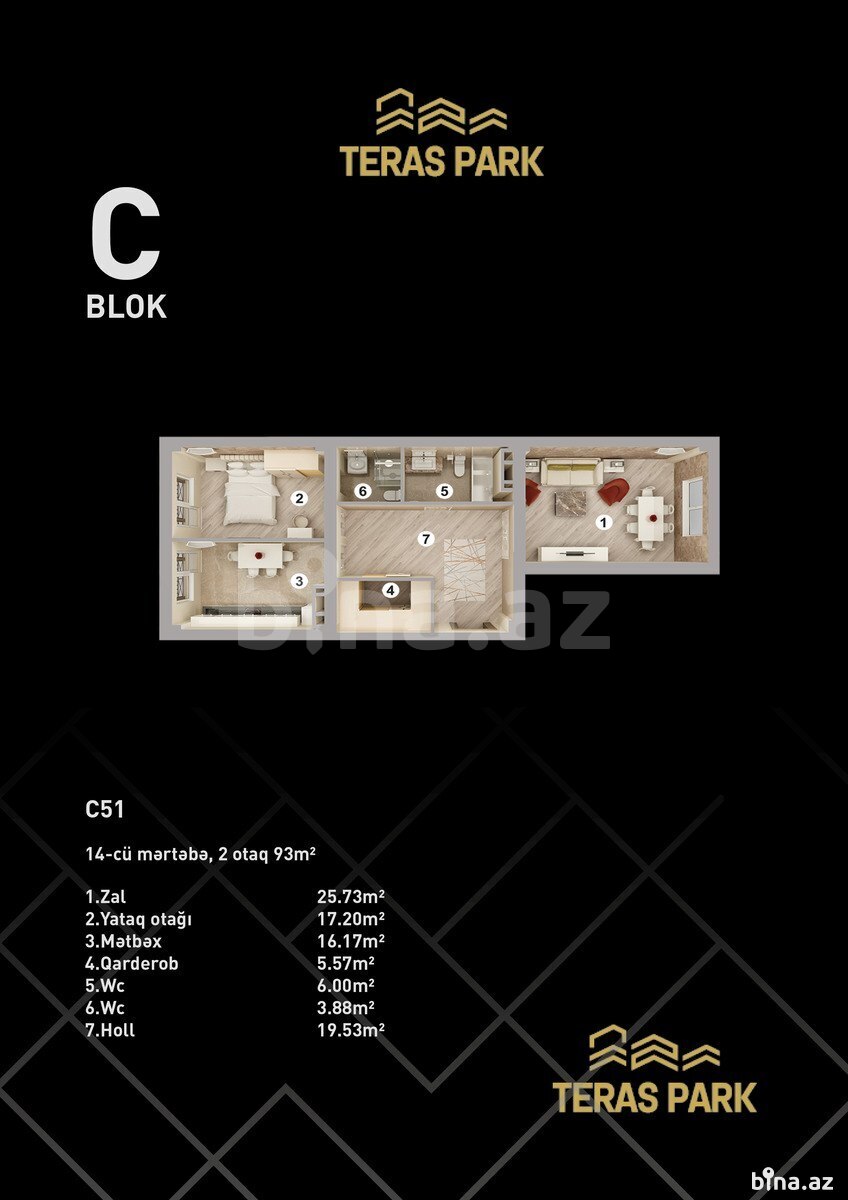 TERAS PARK
C
BLOK
2
6
5
1
7
3
4
bina.az
C51
14-cü mərtəbə, 2 otaq 93m²
1.Zal 25.73m²
2.Yataq otağı 17.20m²
3.Mətbəx 16.17m²
4.Qarderob 5.57m²
5.Wc 6.00m²
6.Wc 3.88m²
7.Holl 19.53m²
TERAS PARK
bina.az